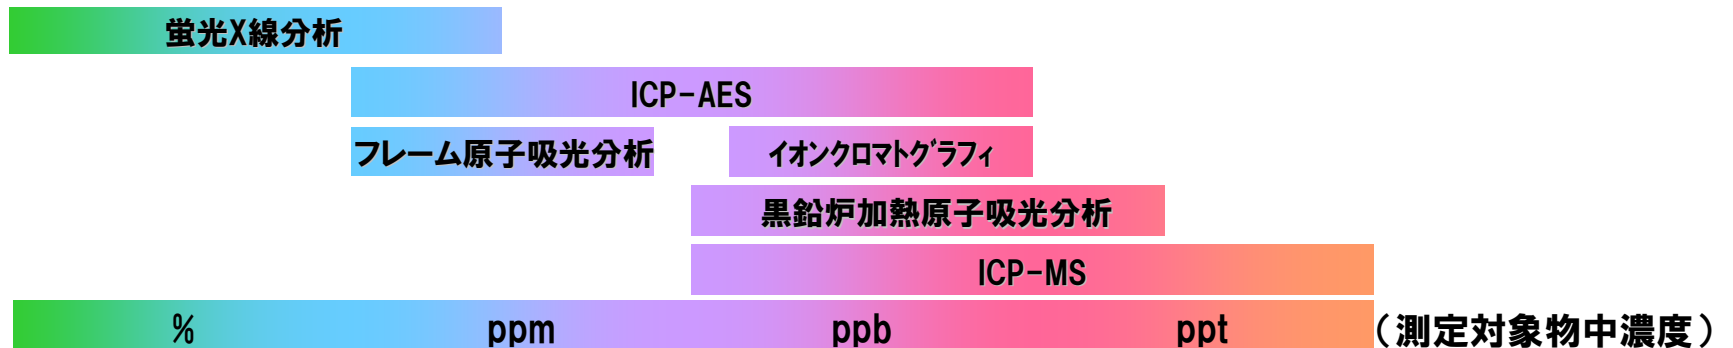 蛍光X線分析
ICP-AES
フレーム原子吸光分析 イオンクロマトグラフィ
黒鉛炉加熱原子吸光分析
ICP-MS
% ppm ppb ppt (測定対象物中濃度)